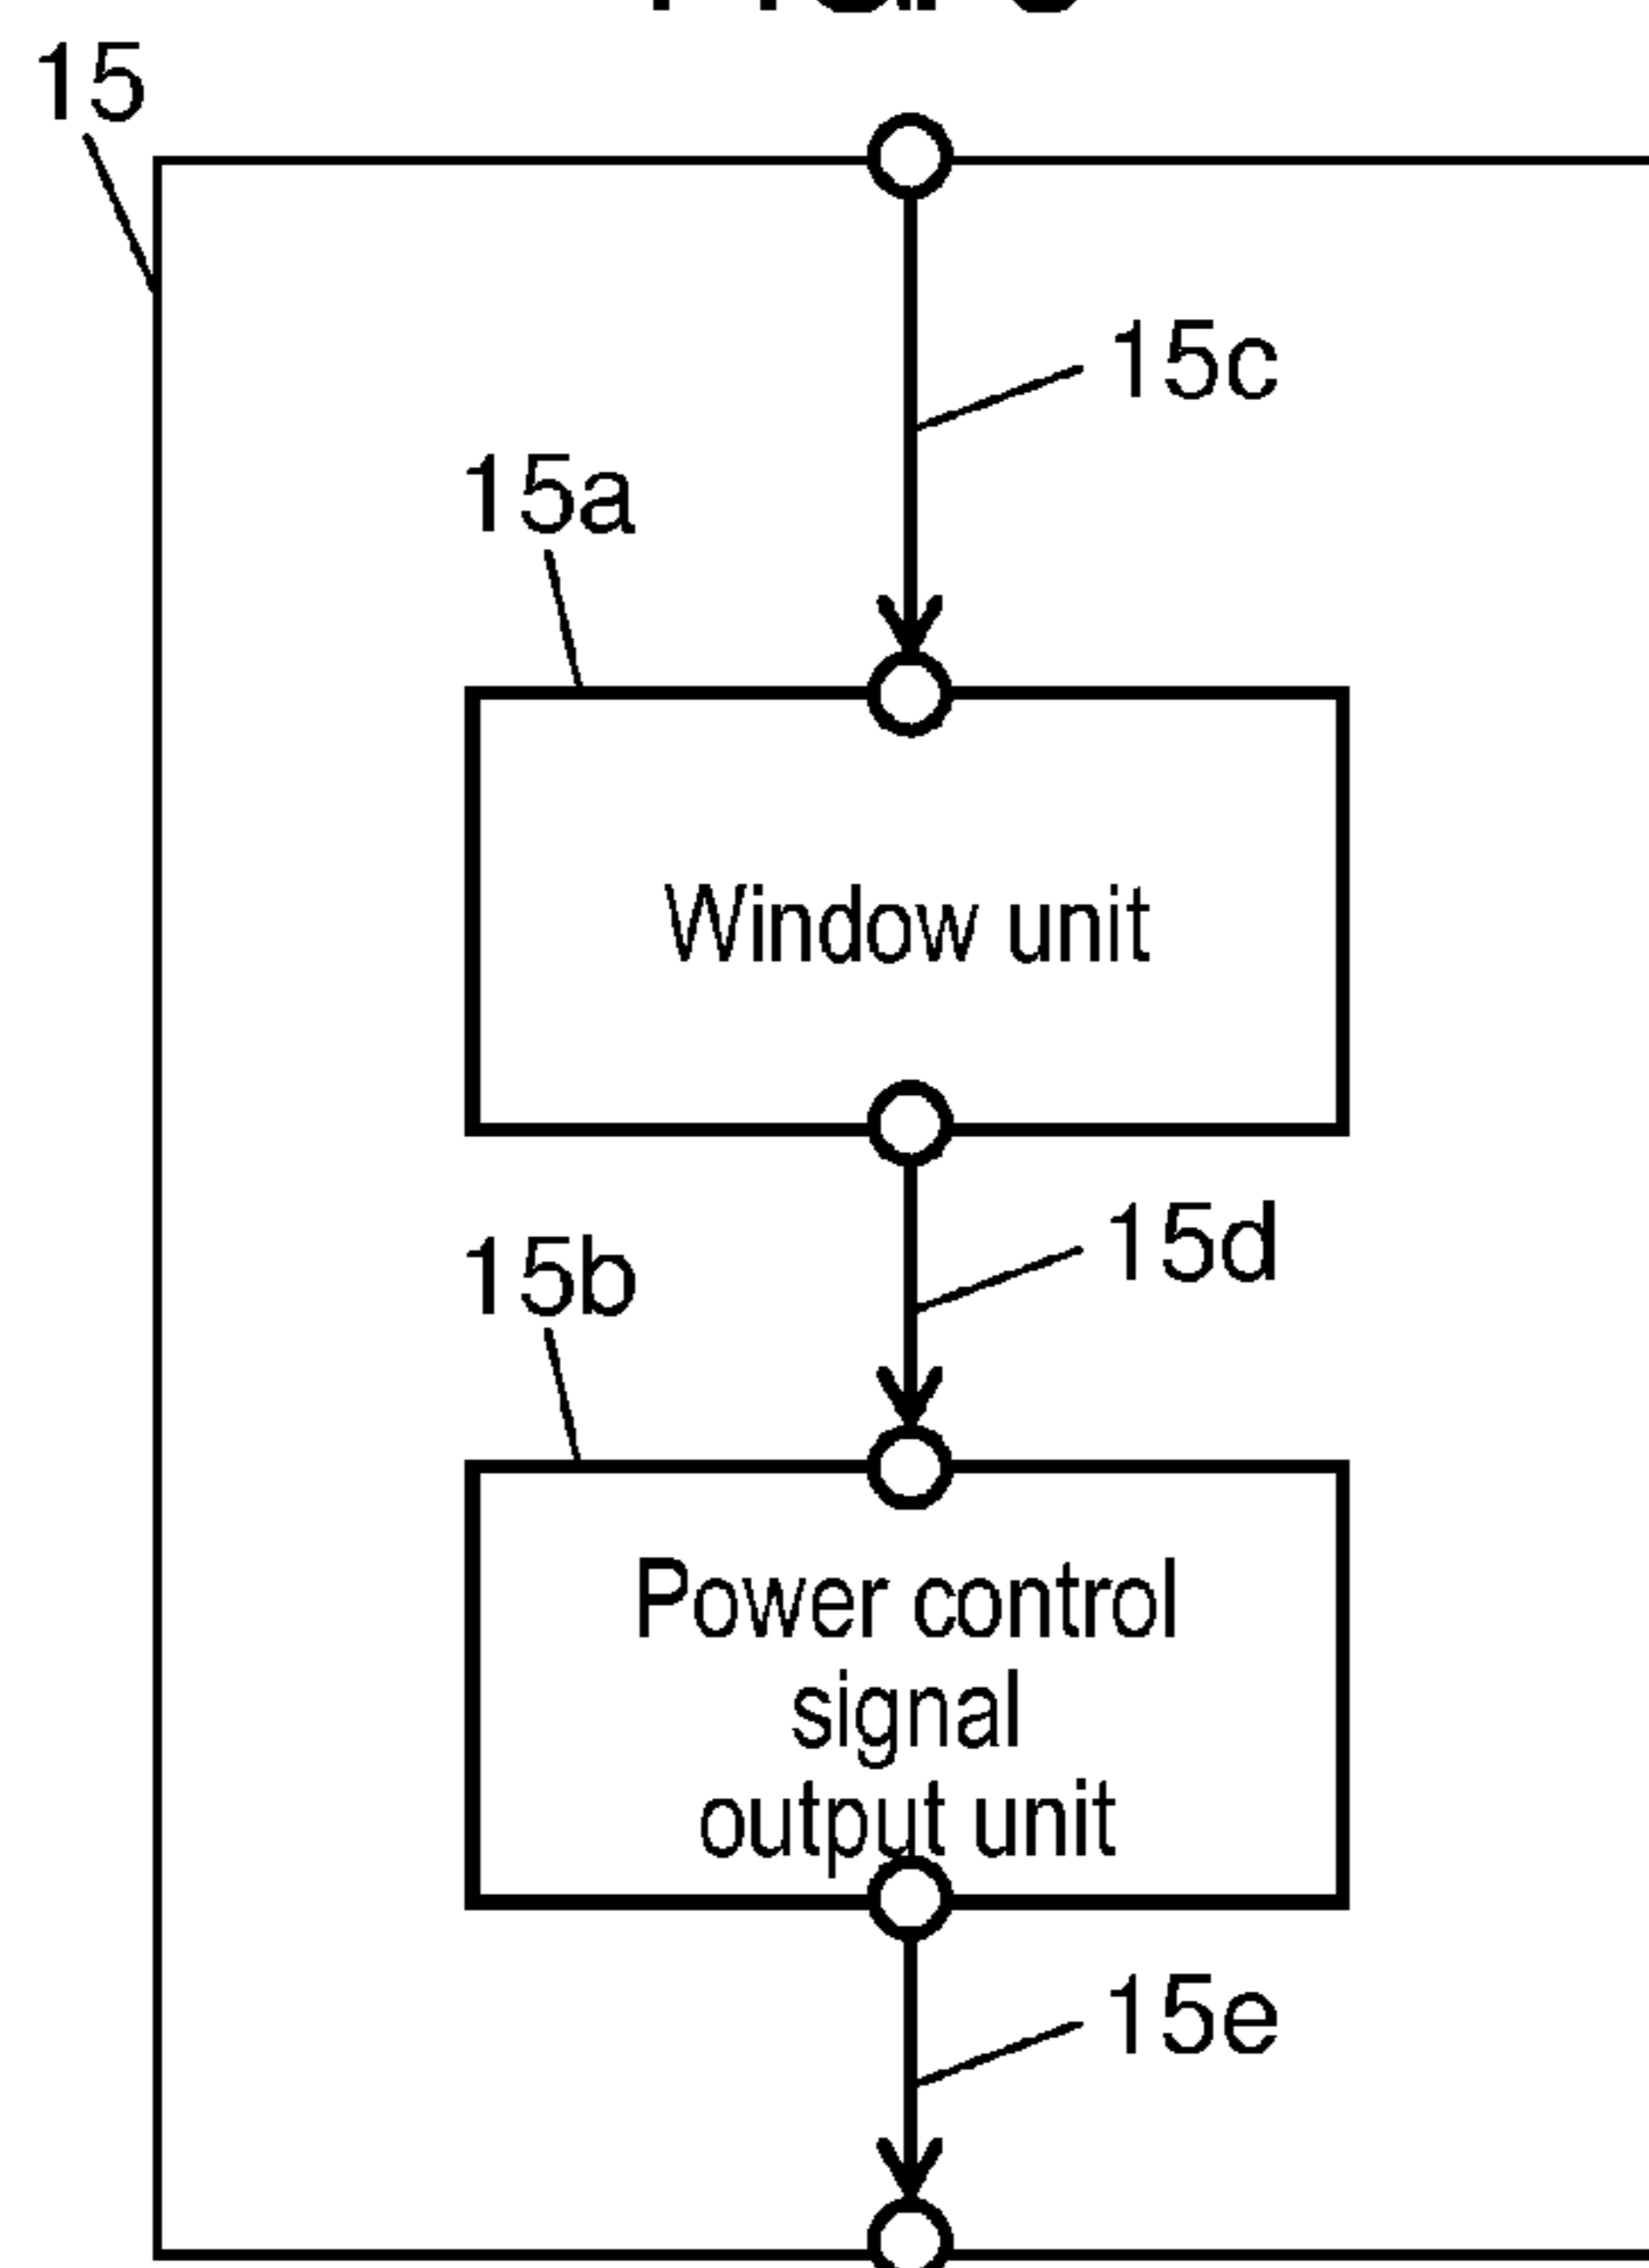 15
15c
15a
Window unit
15d
15b
Power control
signal
output unit
15e